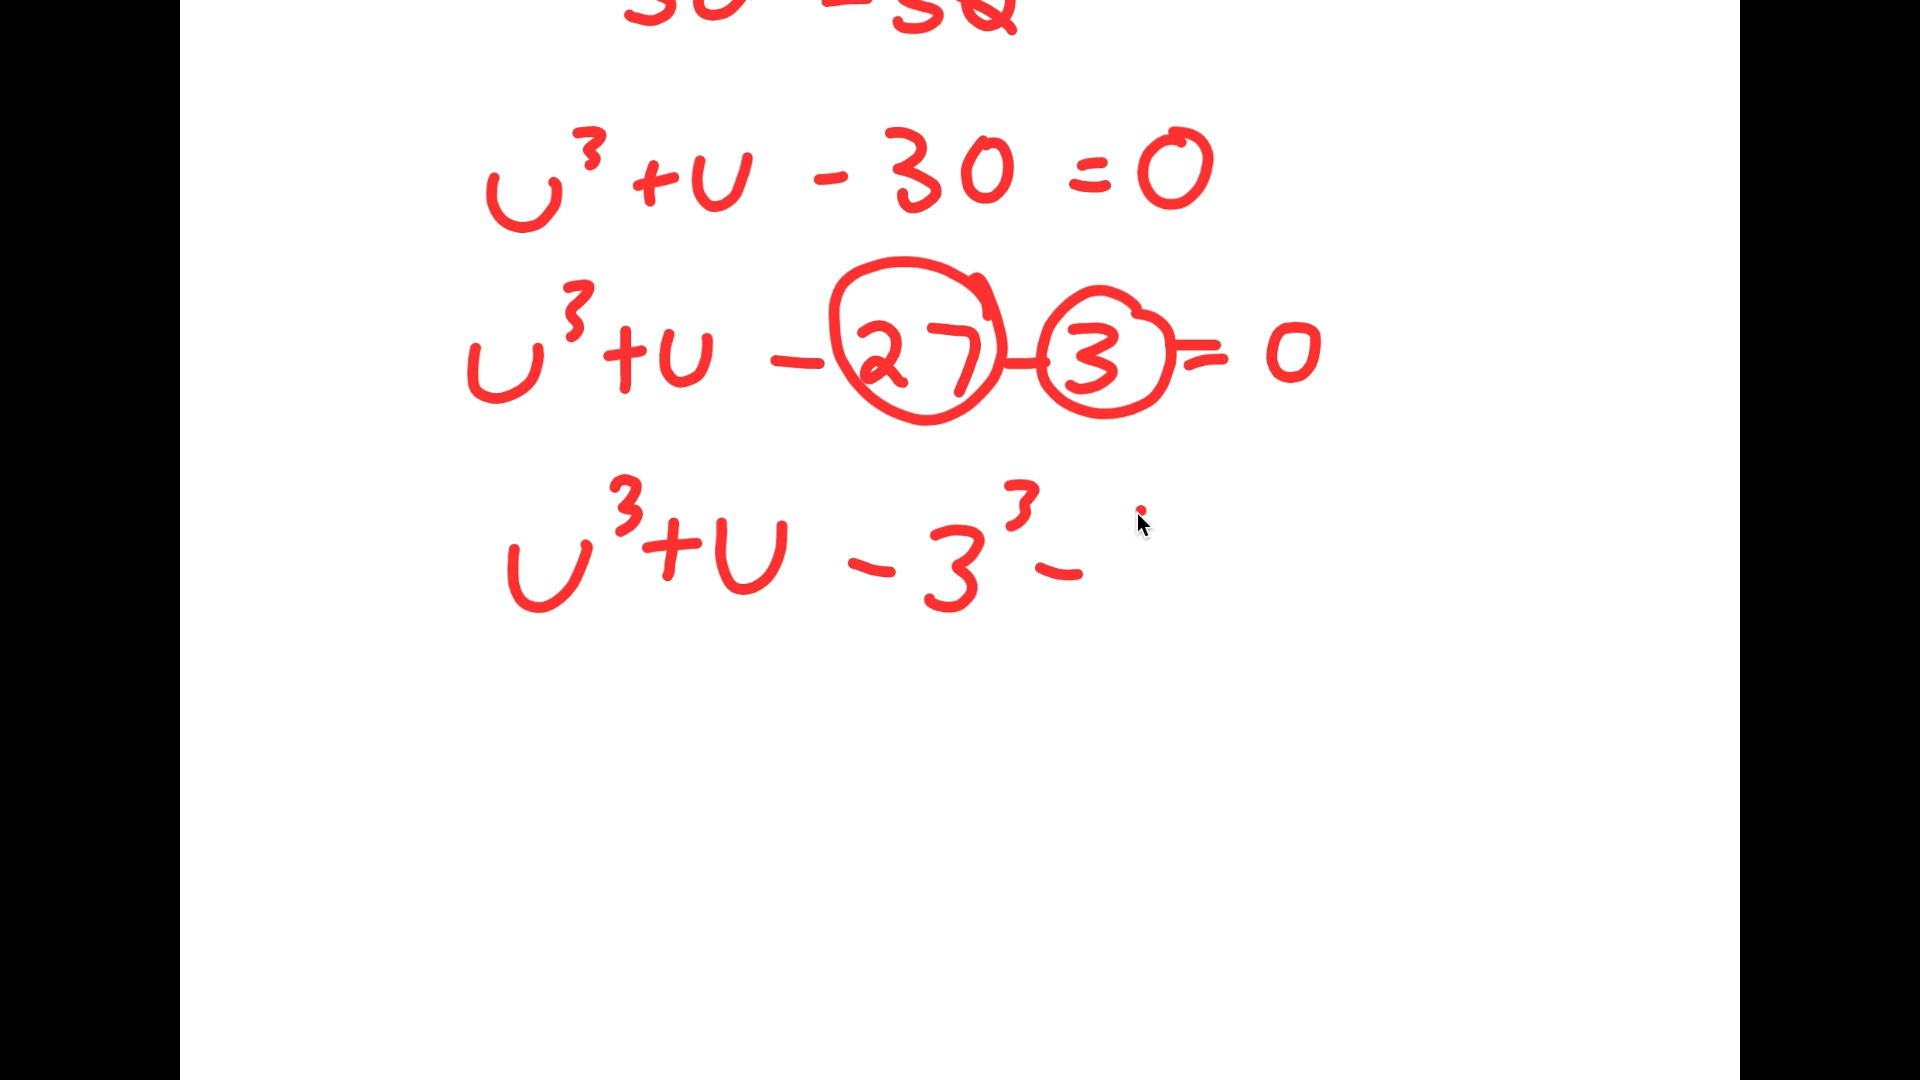 u³+u - 30 = 0
u³+u - 27 - 3 = 0
u³+u - 3³ -